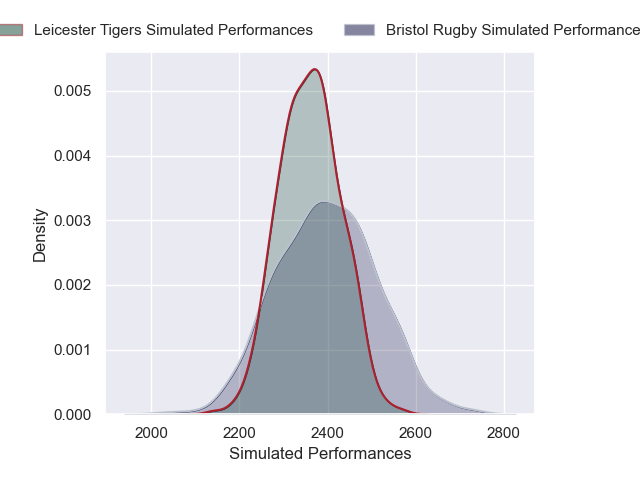 Leicester Tigers Simulated Performances Bristol Rugby Simulated Performance
0.005
0.004
0.003
0.002
0.001
0.000
Density
2000 2200 2400 2600 2800
Simulated Performances